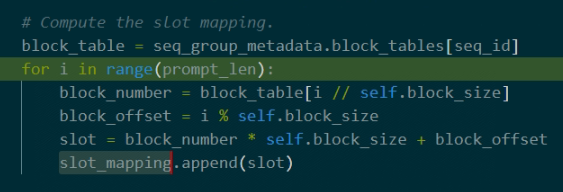 # Compute the slot mapping.
block_table = seq_group_metadata.block_tables[seq_id]
for i in range(prompt_len):
    block_number = block_table[i // self.block_size]
    block_offset = i % self.block_size
    slot = block_number * self.block_size + block_offset
    slot_mapping.append(slot)